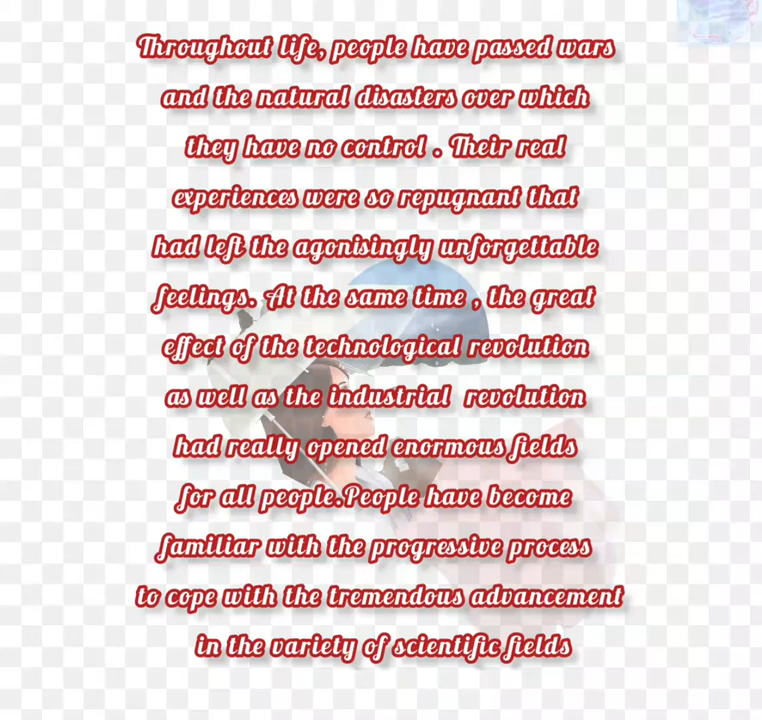 Throughout life, people have passed wars
and the natural disasters over which
they have no control . Their real
experiences were so repugnant that
had left the agonisingly unforgettable
feelings. At the same time , the great
effect of the technological revolution
as well as the industrial revolution
had really opened enormous fields
for all people.People have become
familiar with the progressive process
to cope with the tremendous advancement
in the variety of scientific fields